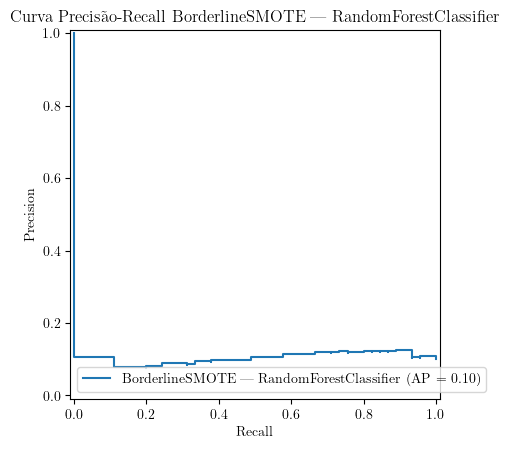 Curva Precisão-Recall BorderlineSMOTE — RandomForestClassifier
1.0
0.8
0.6
0.4
0.2
0.0
Precision
BorderlineSMOTE — RandomForestClassifier (AP = 0.10)
0.0 0.2 0.4 0.6 0.8 1.0
Recall